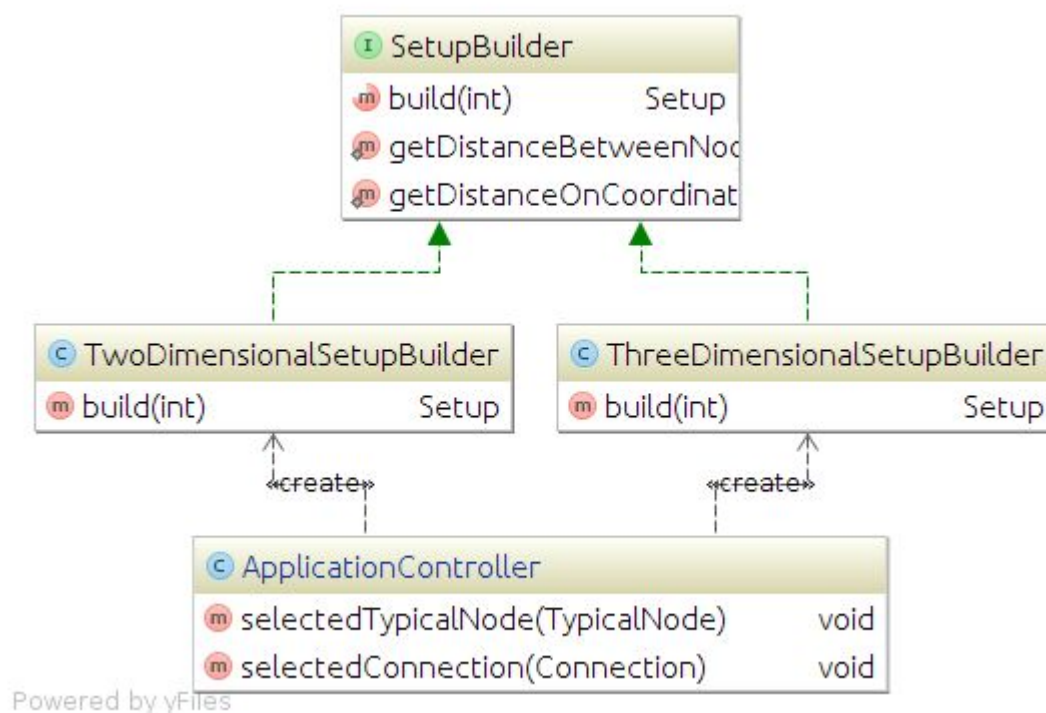 I SetupBuilder
m build(int) Setup
m getDistanceBetweenNod
m getDistanceOnCoordinat
C TwoDimensionalSetupBuilder
m build(int) Setup
C ThreeDimensionalSetupBuilder
m build(int) Setup
«create»
«create»
C ApplicationController
m selectedTypicalNode(TypicalNode) void
m selectedConnection(Connection) void
Powered by yFiles